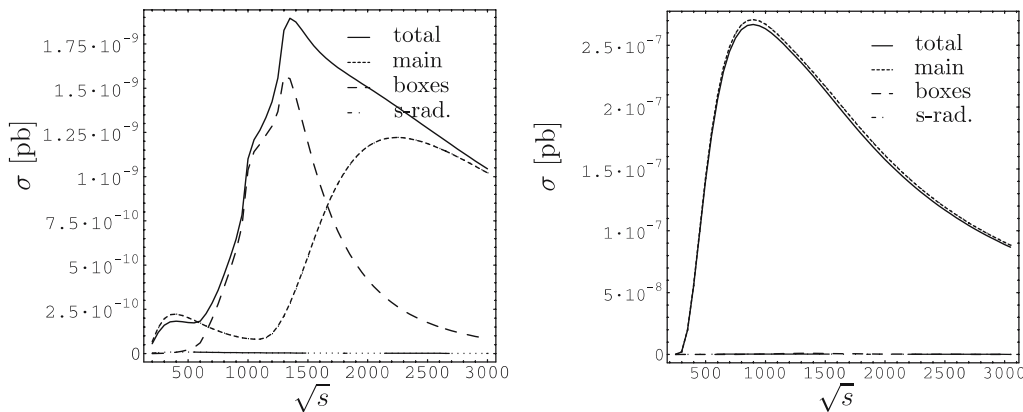 1.75·10⁻⁹
1.5·10⁻⁹
1.25·10⁻⁹
1·10⁻⁹
7.5·10⁻¹⁰
5·10⁻¹⁰
2.5·10⁻¹⁰
0
σ [pb]
total
main
boxes
s-rad.
500 1000 1500 2000 2500 3000
√s
2.5·10⁻⁷
2·10⁻⁷
1.5·10⁻⁷
1·10⁻⁷
5·10⁻⁸
0
σ [pb]
total
main
boxes
s-rad.
500 1000 1500 2000 2500 3000
√s